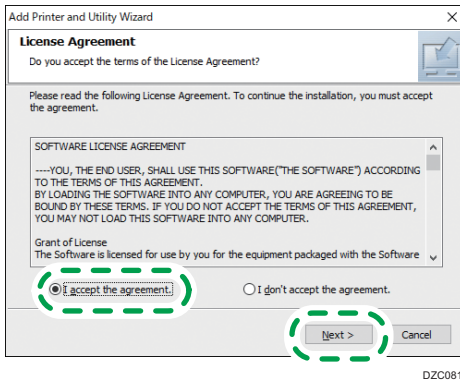 Add Printer and Utility Wizard
License Agreement
Do you accept the terms of the License Agreement?
Please read the following License Agreement. To continue the installation, you must accept
the agreement.
SOFTWARE LICENSE AGREEMENT
----YOU, THE END USER, SHALL USE THIS SOFTWARE("THE SOFTWARE") ACCORDING
TO THE TERMS OF THIS AGREEMENT.
BY LOADING THE SOFTWARE INTO ANY COMPUTER, YOU ARE AGREEING TO BE
BOUND BY THESE TERMS. IF YOU DO NOT ACCEPT THE TERMS OF THIS AGREEMENT,
YOU MAY NOT LOAD THIS SOFTWARE INTO ANY COMPUTER.
Grant of License
The Software is licensed for use by you for the equipment packaged with the Software
I accept the agreement.
I don't accept the agreement.
Next >
Cancel
DZC081